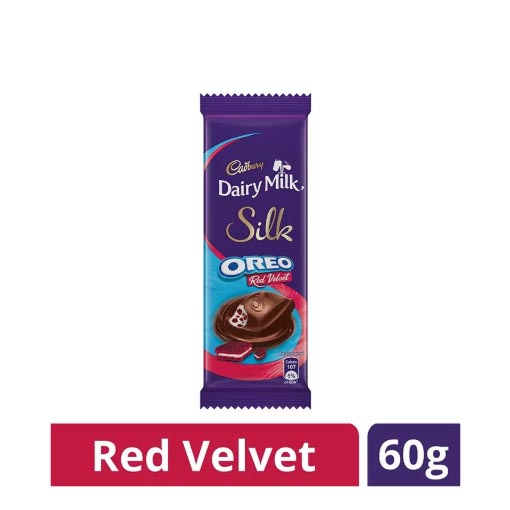 Cadbury
Dairy Milk
Silk
OREO
Red Velvet
107
Red Velvet
60g